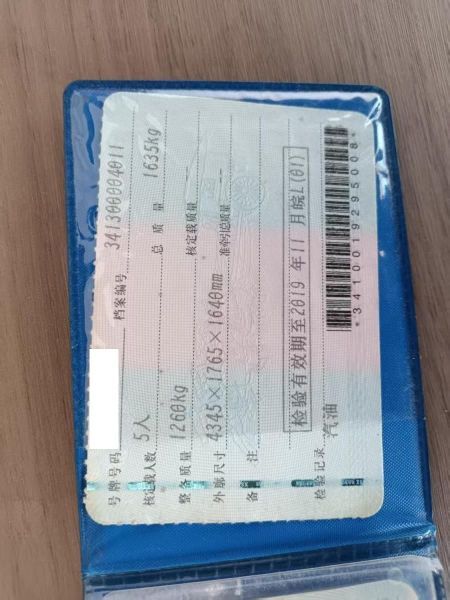 号牌号码 档案编号 341300004011
核定载人数 5人 总质量 1635kg
整备质量 1260kg 核定载质量 --
外廓尺寸 4345×1765×1640mm 准牵引总质量 --
备注
检验有效期至2019年11月皖L(01)
检验记录 汽油
*3410019295008*